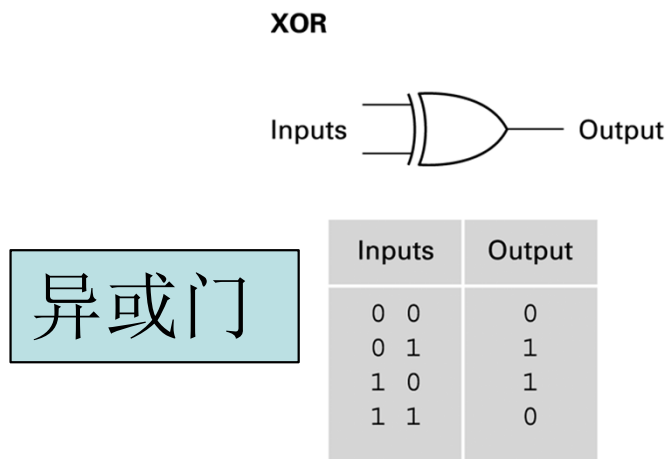 XOR
Inputs Output
异或门
Inputs Output
0 0 0
0 1 1
1 0 1
1 1 0